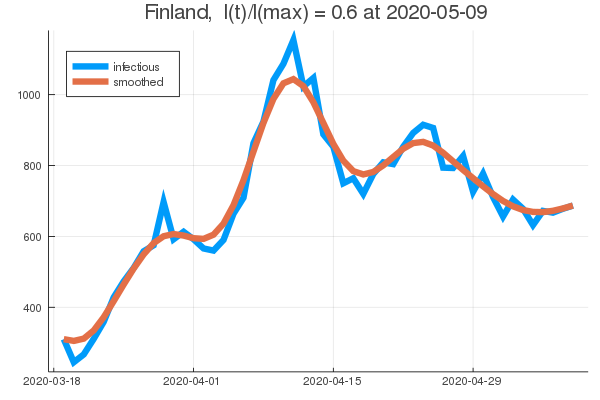 Finland,  I(t)/I(max) = 0.6 at 2020-05-09
infectious
smoothed
1000
800
600
400
2020-03-18 2020-04-01 2020-04-15 2020-04-29